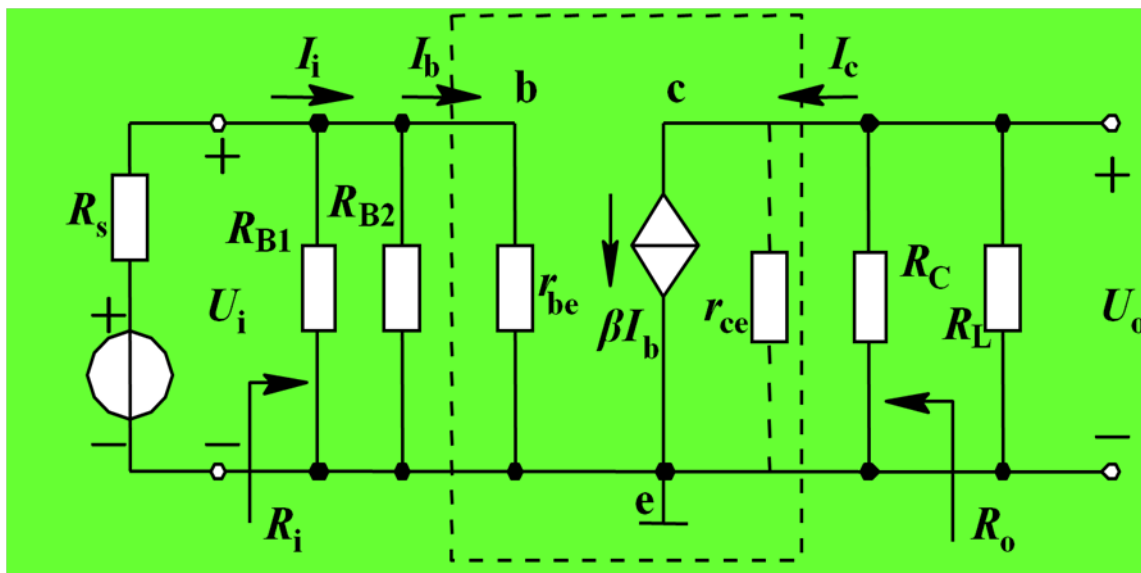 Ii Ib b c Ic
+ +
Rs RB1 RB2 RC
+ Ui rbe βIb rce RL Uo
− − −
e
Ri Ro